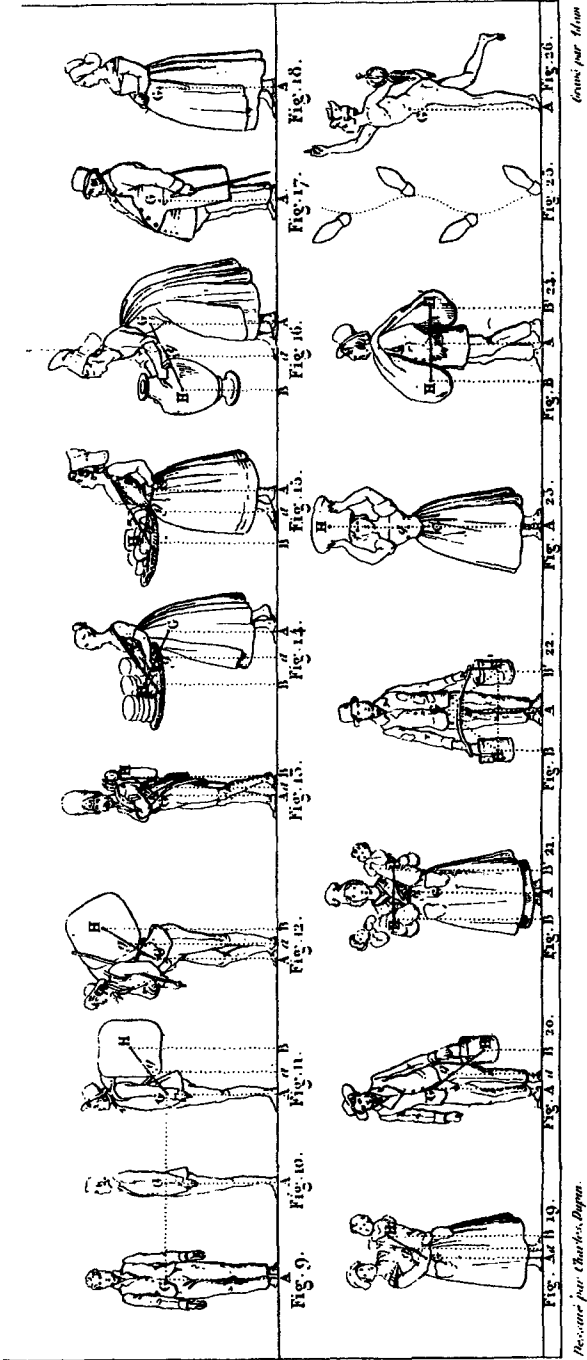 H H H H H
G G G G G G G G
A A A a B A a B A a B B a A B a A B a A A A
Fig. 9. Fig. 10. Fig. 11. Fig. 12. Fig. 13. Fig. 14. Fig. 15. Fig. 16. Fig. 17. Fig. 18.
H H H H H
G G G
Fig. A a B 19. Fig. A a B 20. Fig. B A B' 21. Fig. B A B' 22. Fig. A 23. Fig. B A B' 24. Fig. 25. A Fig. 26.
Dessiné par Charles Dupin. Gravé par Adam